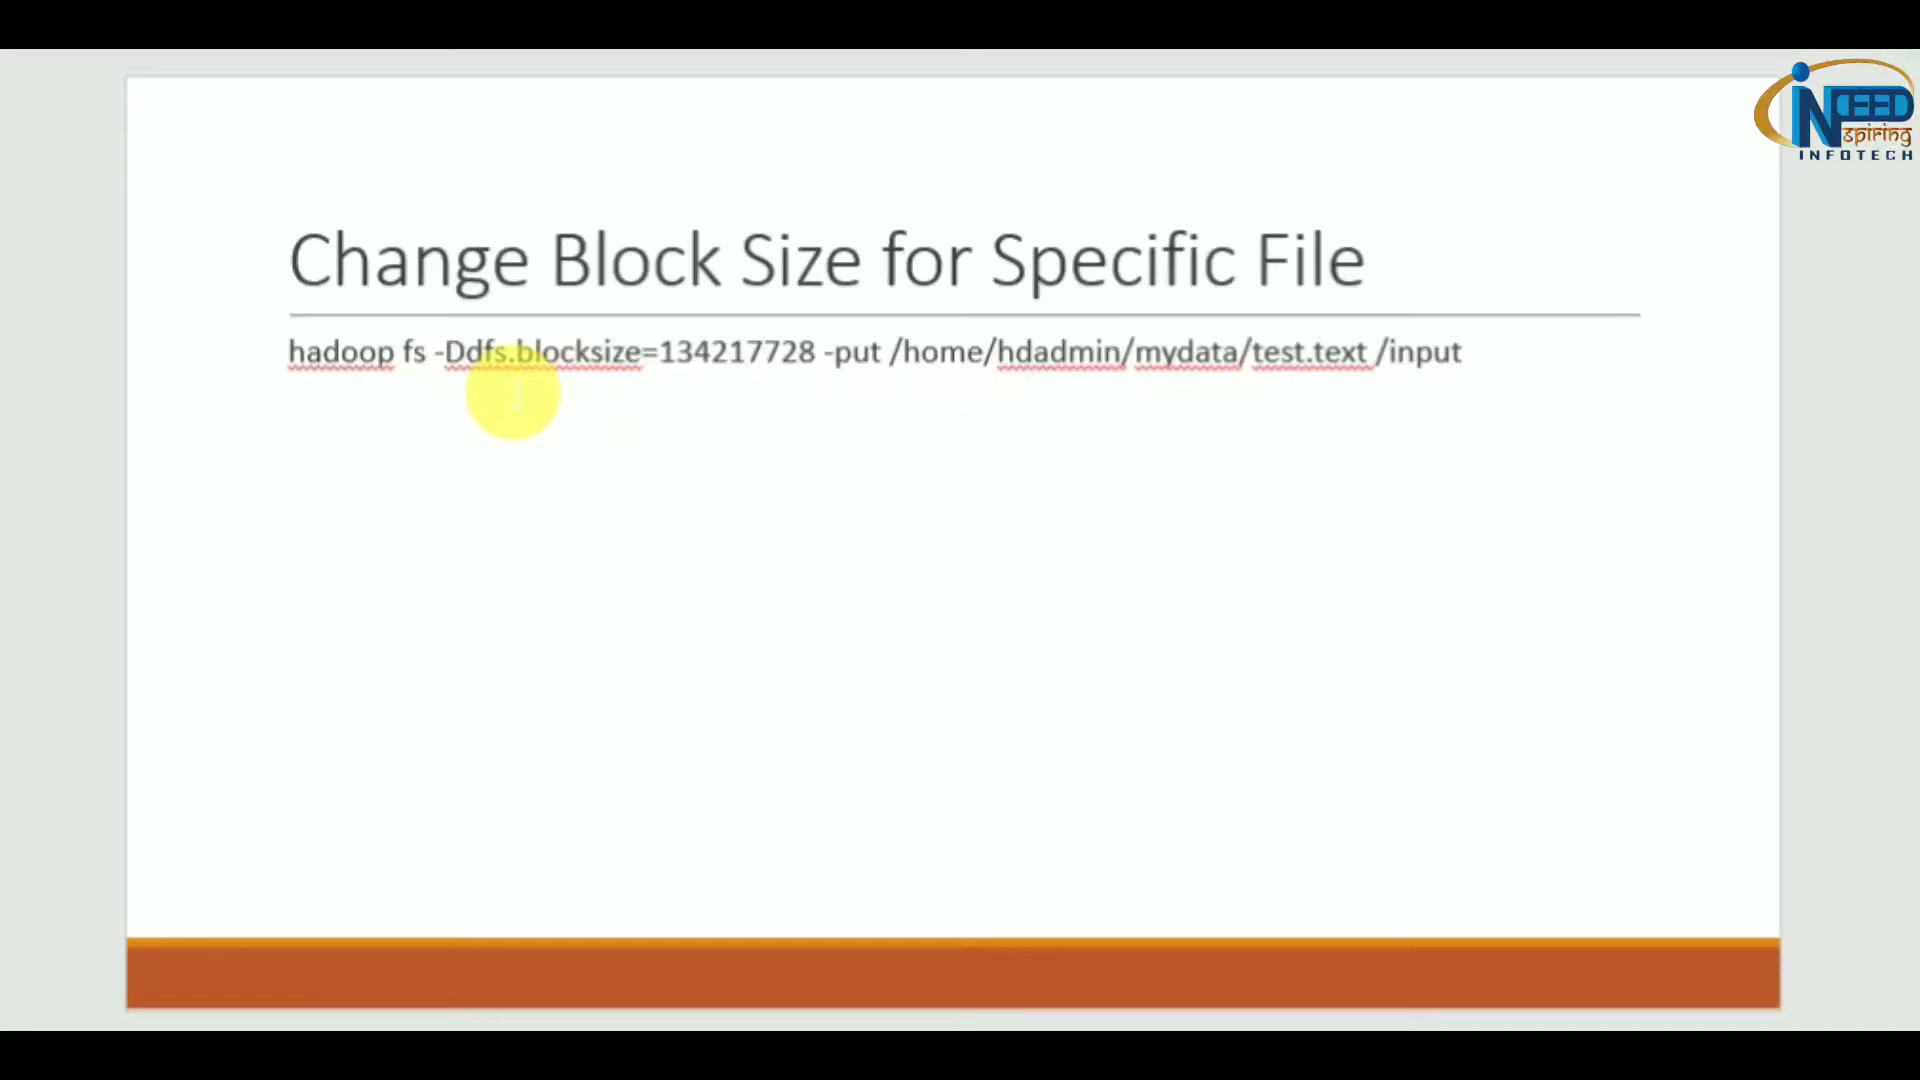 iNCEED
spiring
INFOTECH
Change Block Size for Specific File
hadoop fs -Ddfs.blocksize=134217728 -put /home/hdadmin/mydata/test.text /input